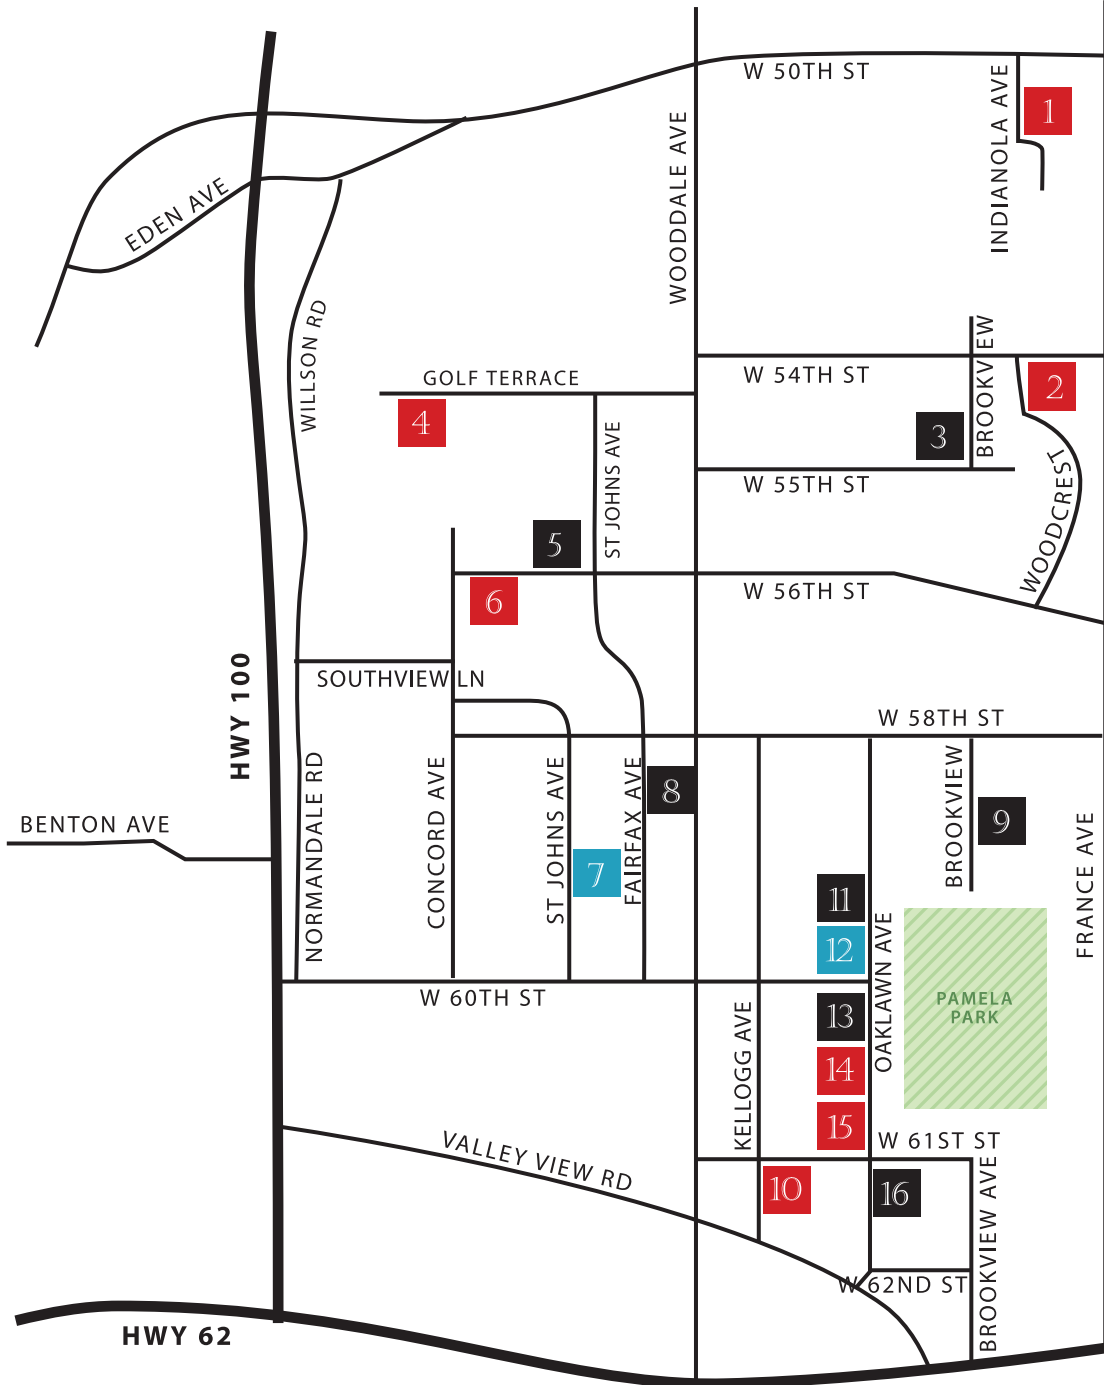 W 50TH ST
INDIANOLA AVE
1
WOODDALE AVE
EDEN AVE
WILLSON RD
GOLF TERRACE
W 54TH ST
BROOKVIEW
2
4
3
ST JOHNS AVE
W 55TH ST
WOODCREST
5
6
W 56TH ST
SOUTHVIEW LN
HWY 100
W 58TH ST
NORMANDALE RD
CONCORD AVE
ST JOHNS AVE
FAIRFAX AVE
8
BROOKVIEW
9
BENTON AVE
7
FRANCE AVE
11
12
OAKLAWN AVE
W 60TH ST
PAMELA
PARK
13
KELLOGG AVE
14
15
VALLEY VIEW RD
W 61ST ST
10
16
BROOKVIEW AVE
W 62ND ST
HWY 62